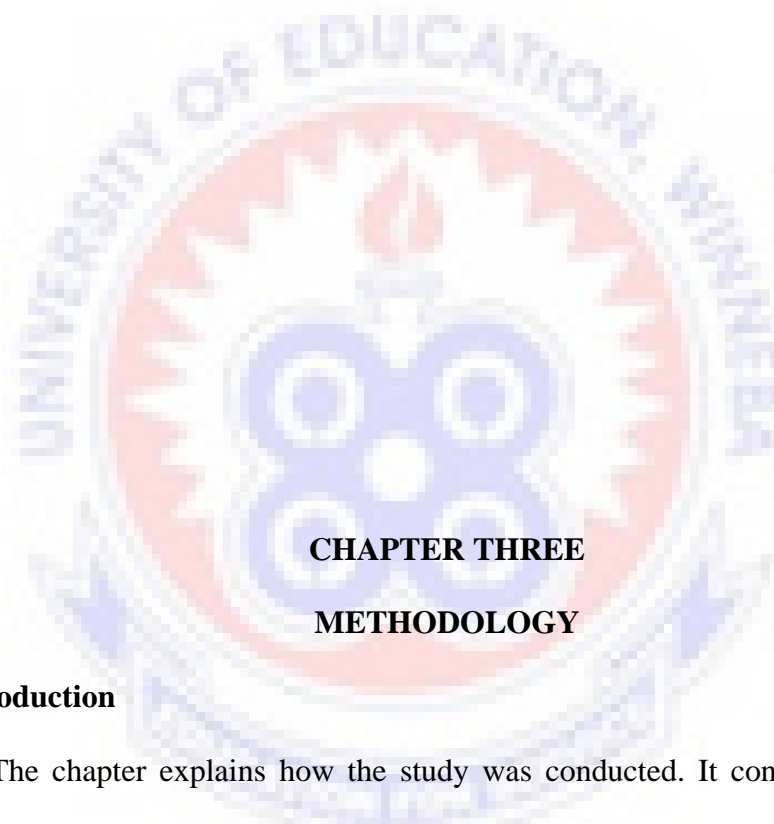 UNIVERSITY OF EDUCATION, WINNEBA
CHAPTER THREE
METHODOLOGY
oduction
The chapter explains how the study was conducted. It con